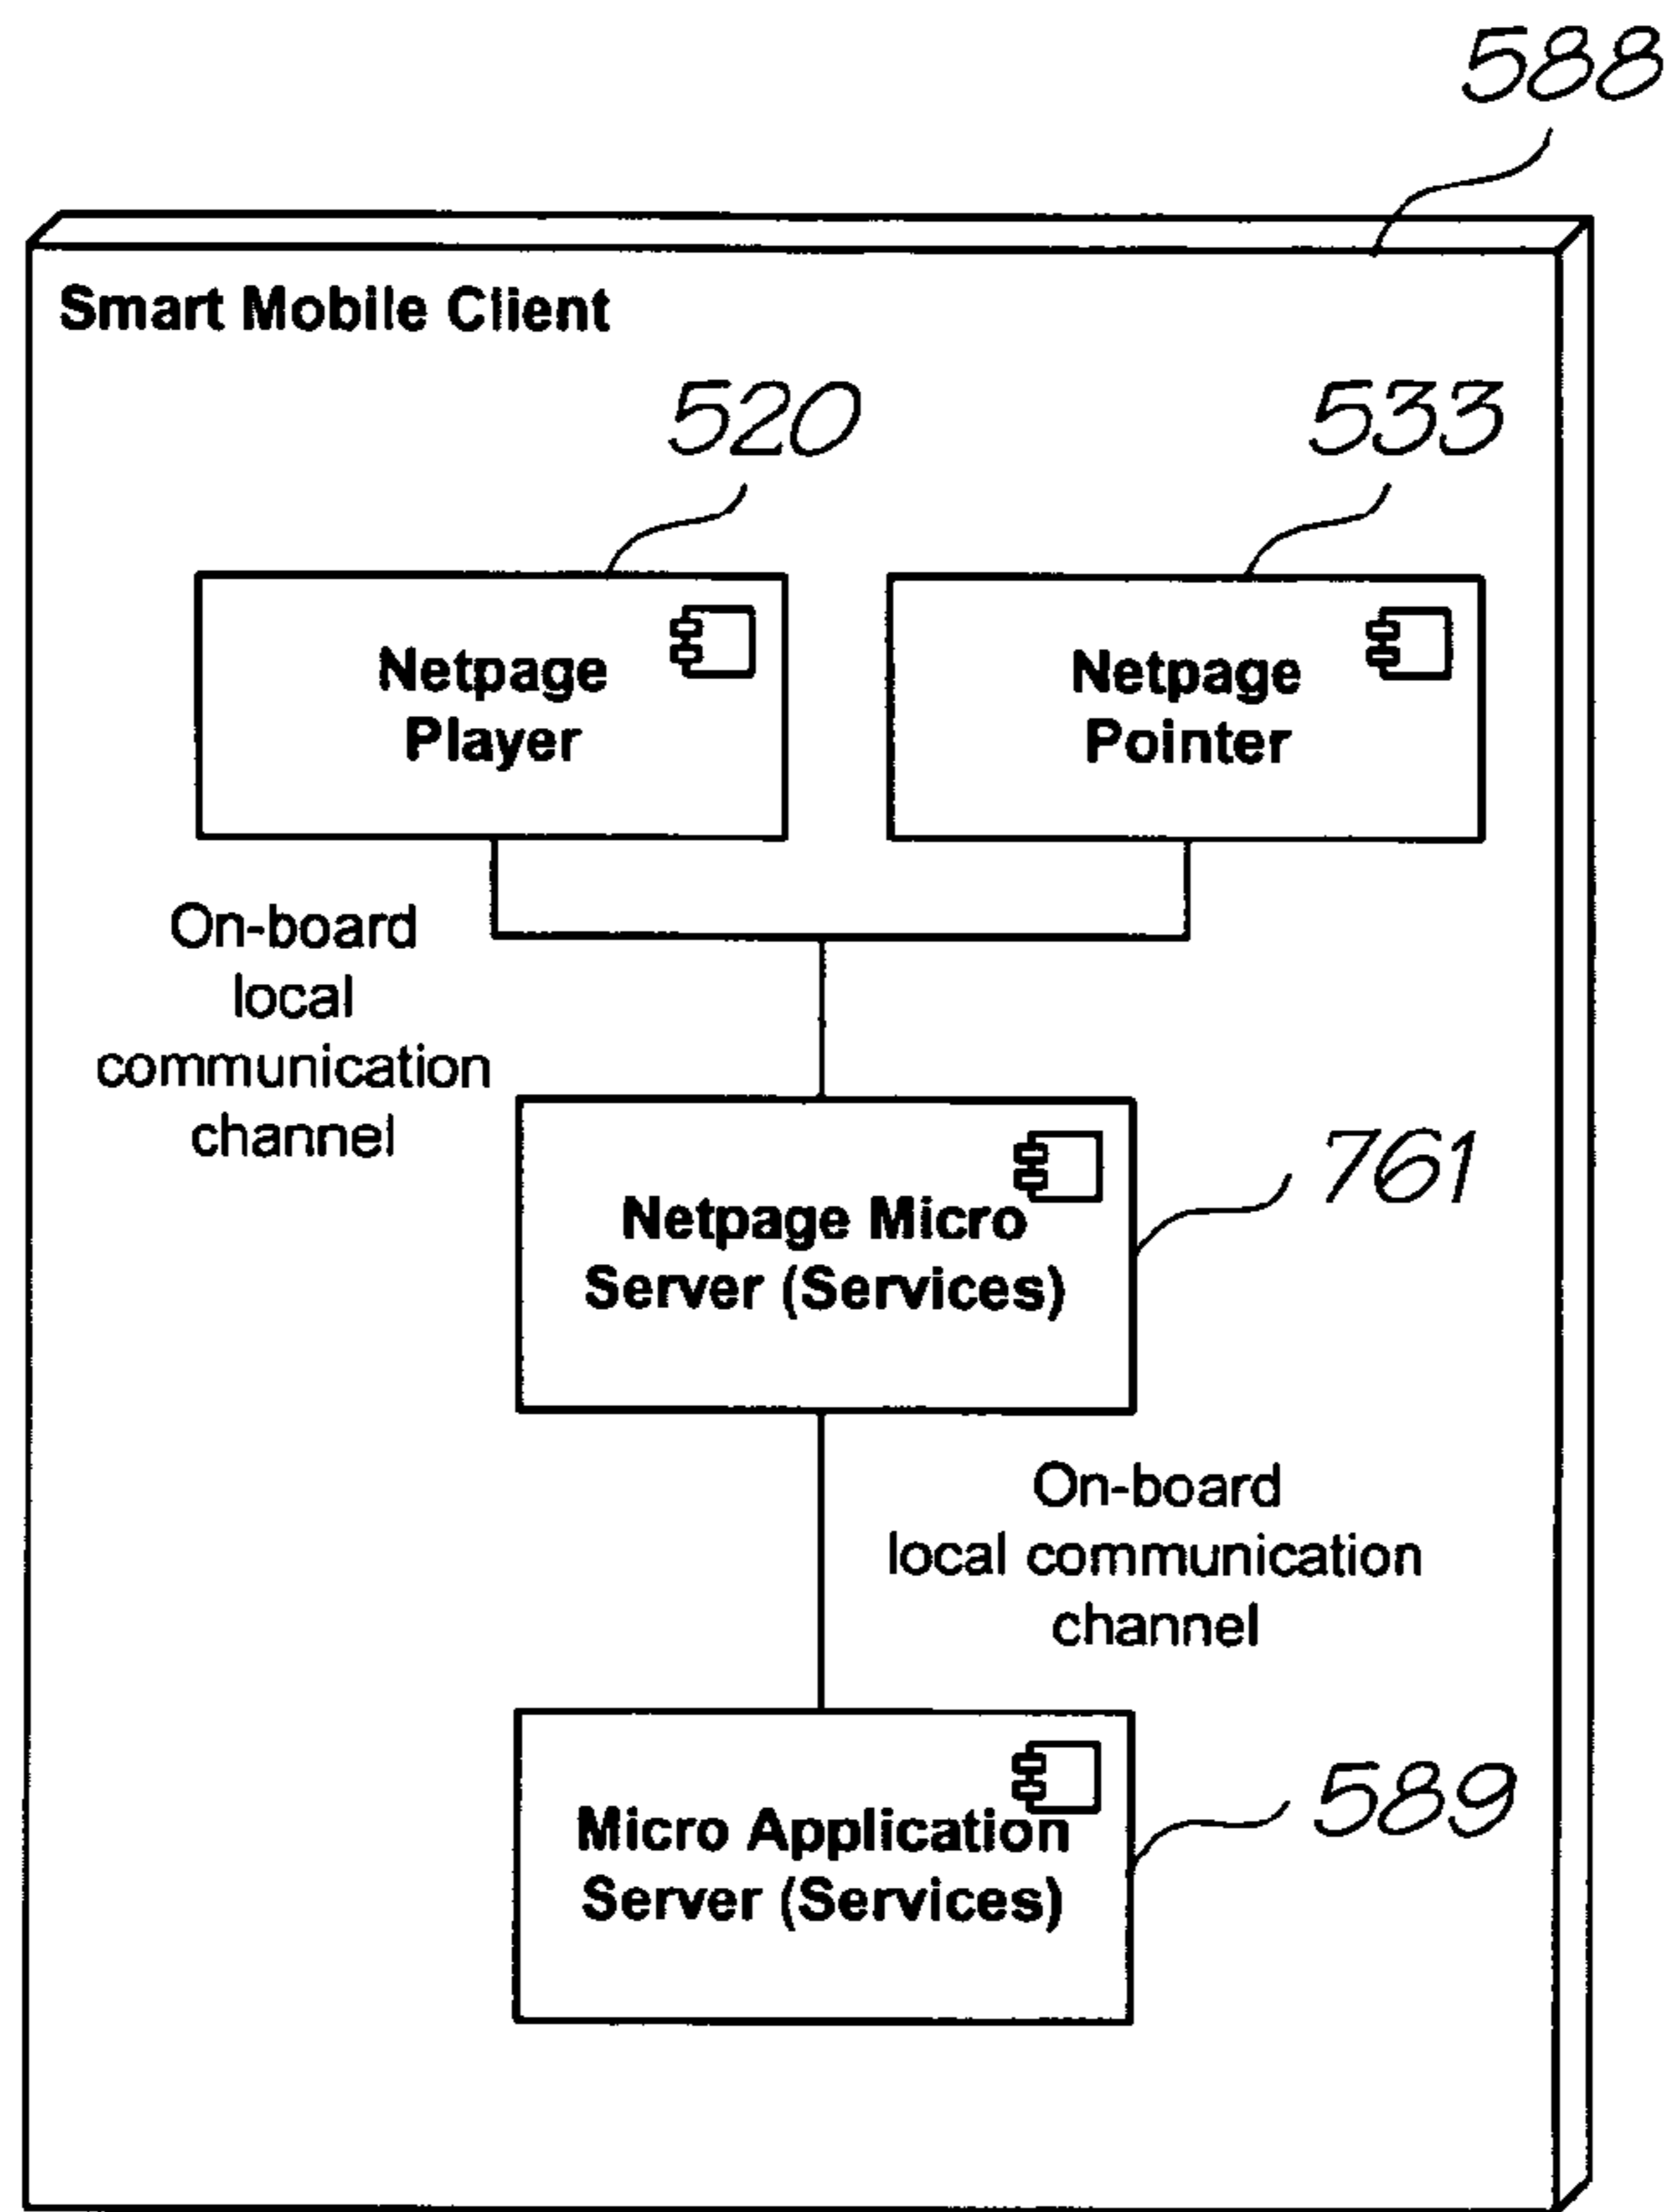 588
Smart Mobile Client
520
533
Netpage
Player
Netpage
Pointer
On-board
local
communication
channel
Netpage Micro
Server (Services)
761
On-board
local communication
channel
Micro Application
Server (Services)
589